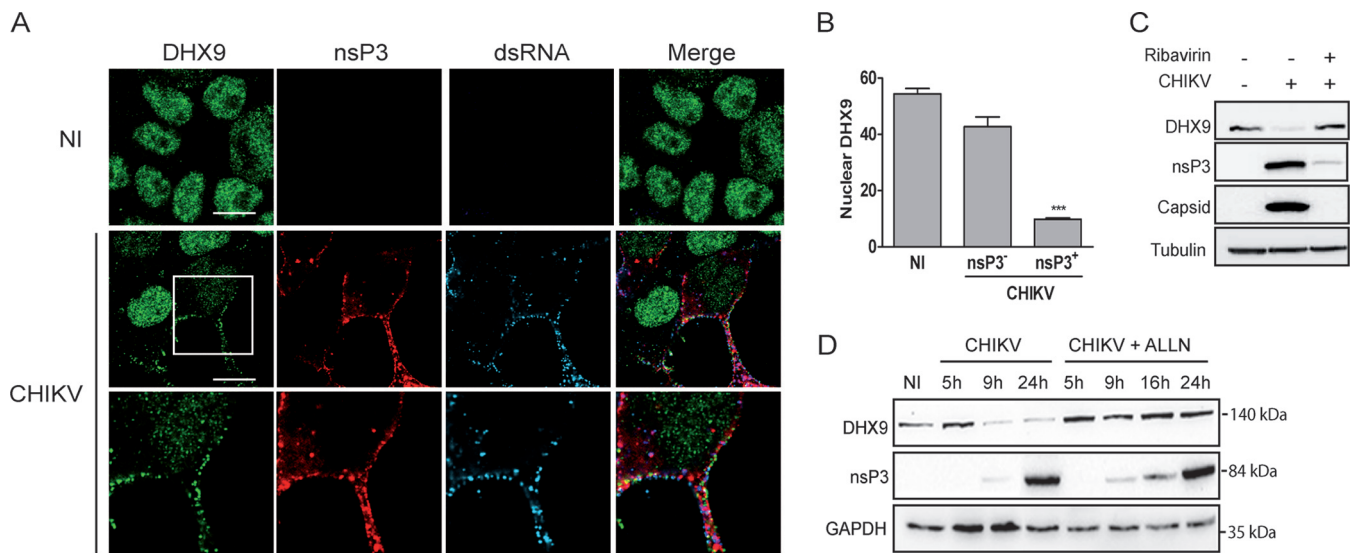 A
DHX9 nsP3 dsRNA Merge
NI
CHIKV
B
Nuclear DHX9
80
60
40
20
0
***
NI nsP3- nsP3+
CHIKV
C
Ribavirin - - +
CHIKV - + +
DHX9
nsP3
Capsid
Tubulin
D
CHIKV CHIKV + ALLN
NI 5h 9h 24h 5h 9h 16h 24h
DHX9 -140 kDa
nsP3 -84 kDa
GAPDH -35 kDa